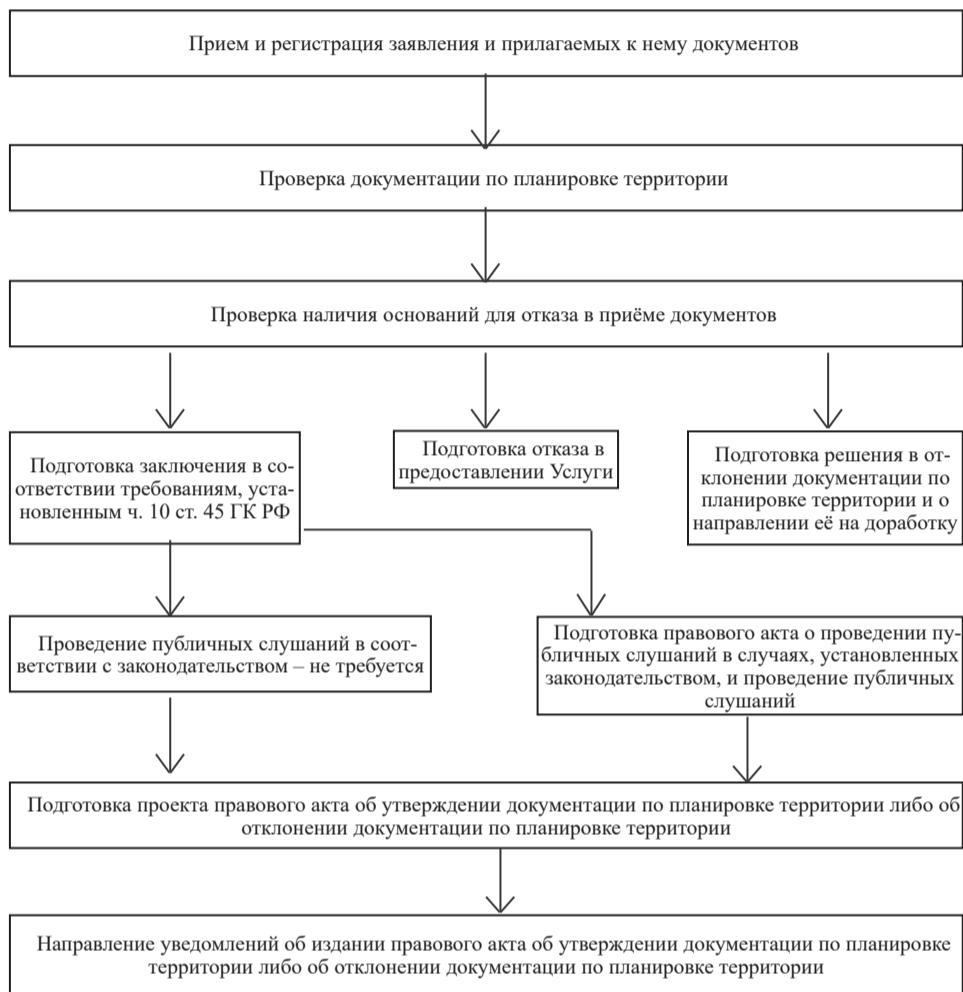 Прием и регистрация заявления и прилагаемых к нему документов
Проверка документации по планировке территории
Проверка наличия оснований для отказа в приёме документов
Подготовка заключения в со-
ответствии требованиям, уста-
новленным ч. 10 ст. 45 ГК РФ
Подготовка отказа в
предоставлении Услуги
Подготовка решения в от-
клонении документации по
планировке территории и о
направлении её на доработку
Проведение публичных слушаний в соот-
ветствии с законодательством – не требуется
Подготовка правового акта о проведении пу-
бличных слушаний в случаях, установленных
законодательством, и проведение публичных
слушаний
Подготовка проекта правового акта об утверждении документации по планировке территории либо об
отклонении документации по планировке территории
Направление уведомлений об издании правового акта об утверждении документации по планировке
территории либо об отклонении документации по планировке территории